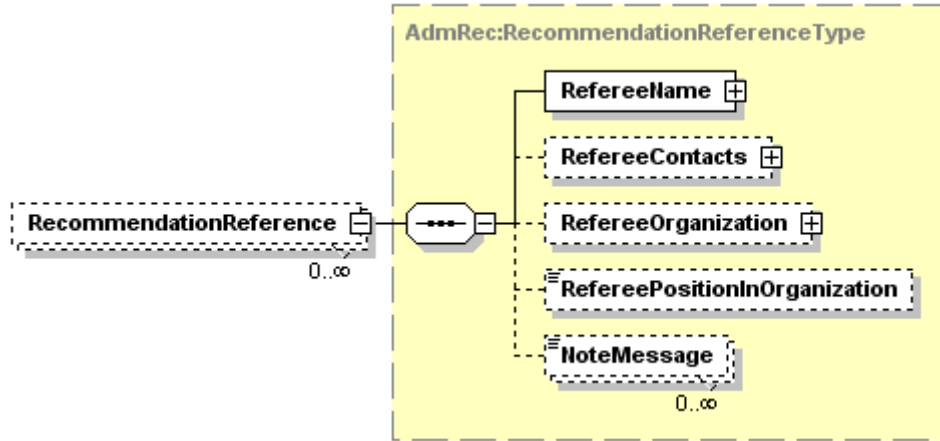 AdmRec:RecommendationReferenceType
RefereeName
RefereeContacts
RecommendationReference
0..∞
RefereeOrganization
RefereePositionInOrganization
NoteMessage
0..∞